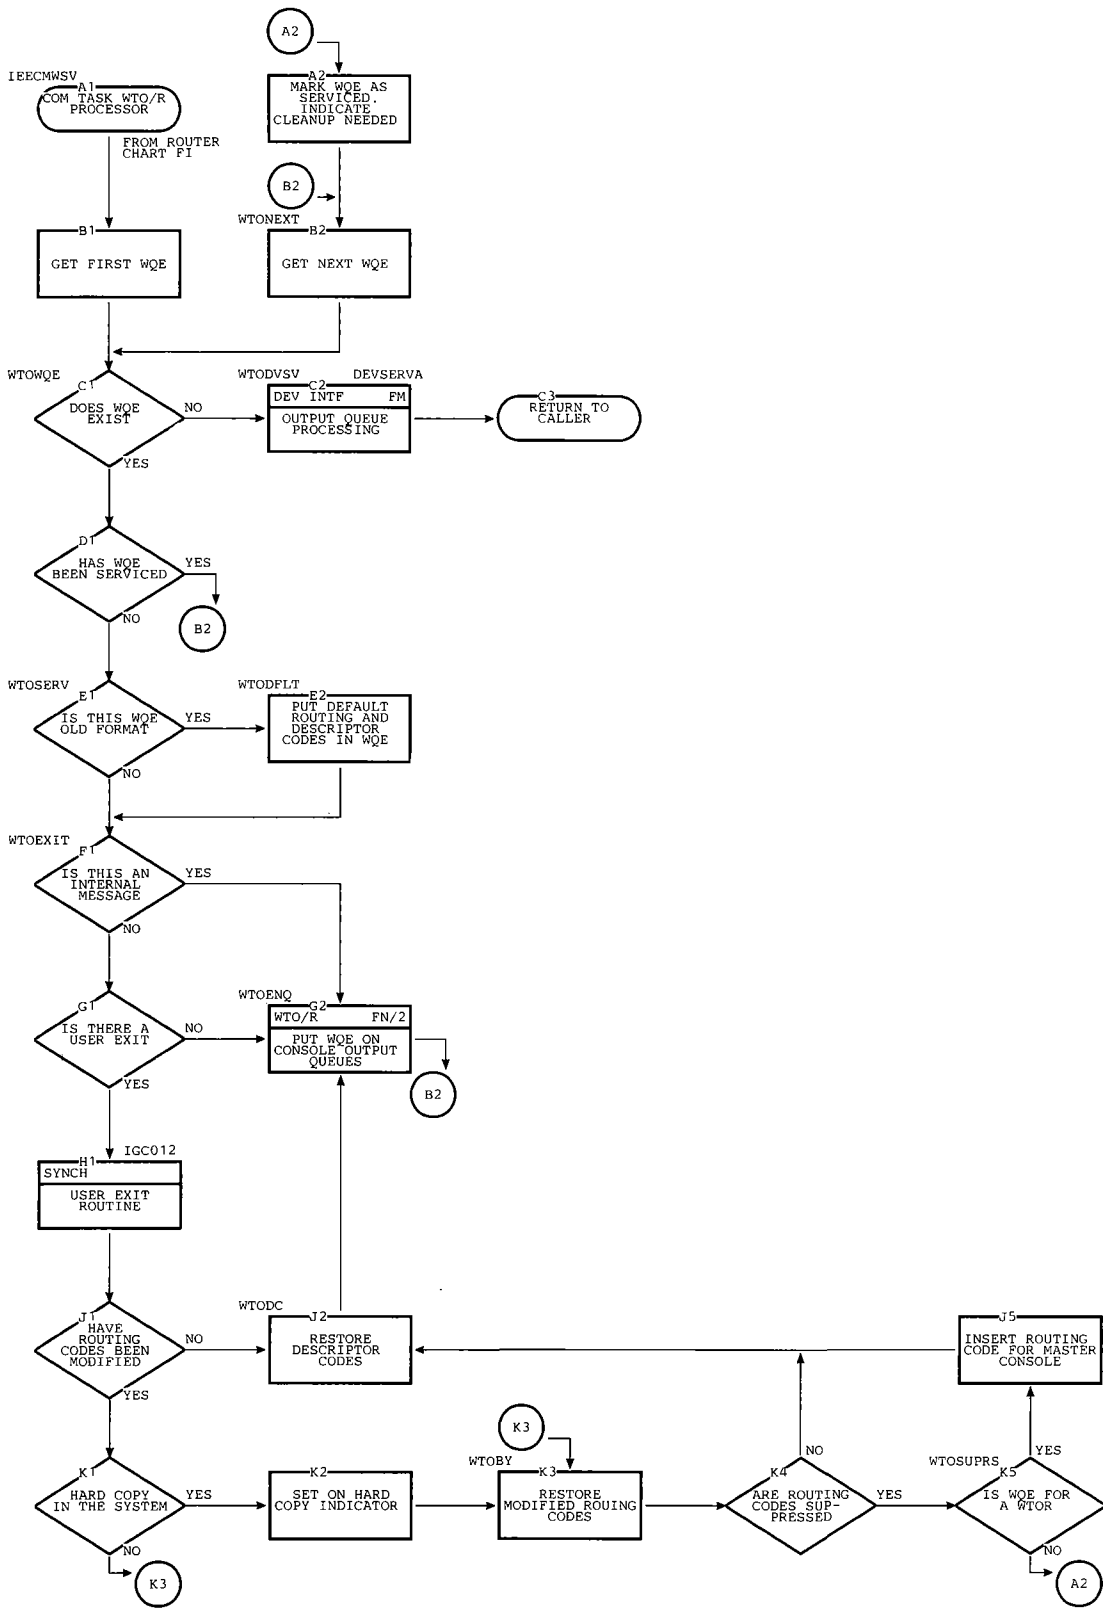 A2
IEECMWSV
A1
COM TASK WTO/R
PROCESSOR
FROM ROUTER
CHART FI
A2
MARK WQE AS
SERVICED.
INDICATE
CLEANUP NEEDED
B2
B1
GET FIRST WQE
WTONEXT
B2
GET NEXT WQE
WTOWQE
C1
DOES WQE
EXIST
NO
YES
WTODVSV
DEVSERVA
C2
DEV INTF FM
OUTPUT QUEUE
PROCESSING
C3
RETURN TO
CALLER
D1
HAS WQE
BEEN SERVICED
YES
NO
B2
WTOSERV
E1
IS THIS WQE
OLD FORMAT
YES
NO
WTODFLT
E2
PUT DEFAULT
ROUTING AND
DESCRIPTOR
CODES IN WQE
WTOEXIT
F1
IS THIS AN
INTERNAL
MESSAGE
YES
NO
G1
IS THERE A
USER EXIT
NO
YES
WTOENQ
G2
WTO/R FN/2
PUT WQE ON
CONSOLE OUTPUT
QUEUES
B2
IGC012
H1
SYNCH
USER EXIT
ROUTINE
J1
HAVE
ROUTING
CODES BEEN
MODIFIED
NO
YES
WTODC
J2
RESTORE
DESCRIPTOR
CODES
J5
INSERT ROUTING
CODE FOR MASTER
CONSOLE
K1
HARD COPY
IN THE SYSTEM
YES
NO
K3
K2
SET ON HARD
COPY INDICATOR
K3
WTOBY
K3
RESTORE
MODIFIED ROUING
CODES
K4
ARE ROUTING
CODES SUP-
PRESSED
NO
YES
WTOSUPRS
K5
IS WQE FOR
A WTOR
YES
NO
A2